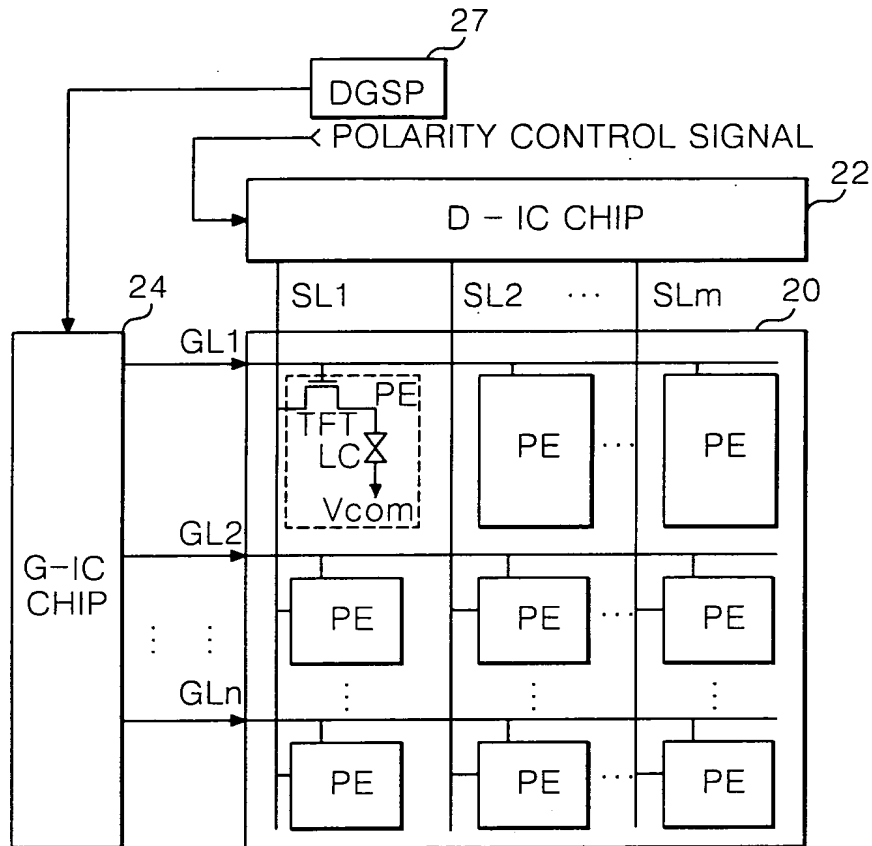 27
DGSP
POLARITY CONTROL SIGNAL
22
D-IC CHIP
24
SL1 SL2 ··· SLm
20
GL1
PE
TFT
LC
Vcom
PE ··· PE
GL2
G-IC
CHIP
PE PE ··· PE
GLn
PE PE ··· PE